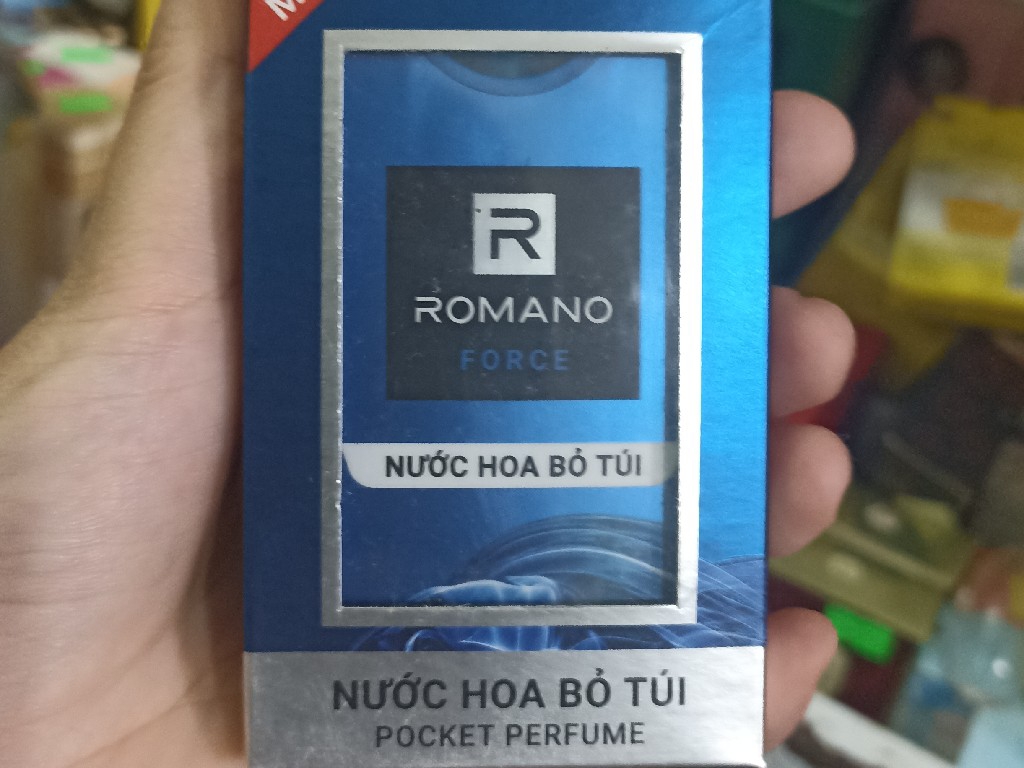 R
ROMANO
FORCE
NƯỚC HOA BỎ TÚI
NƯỚC HOA BỎ TÚI
POCKET PERFUME